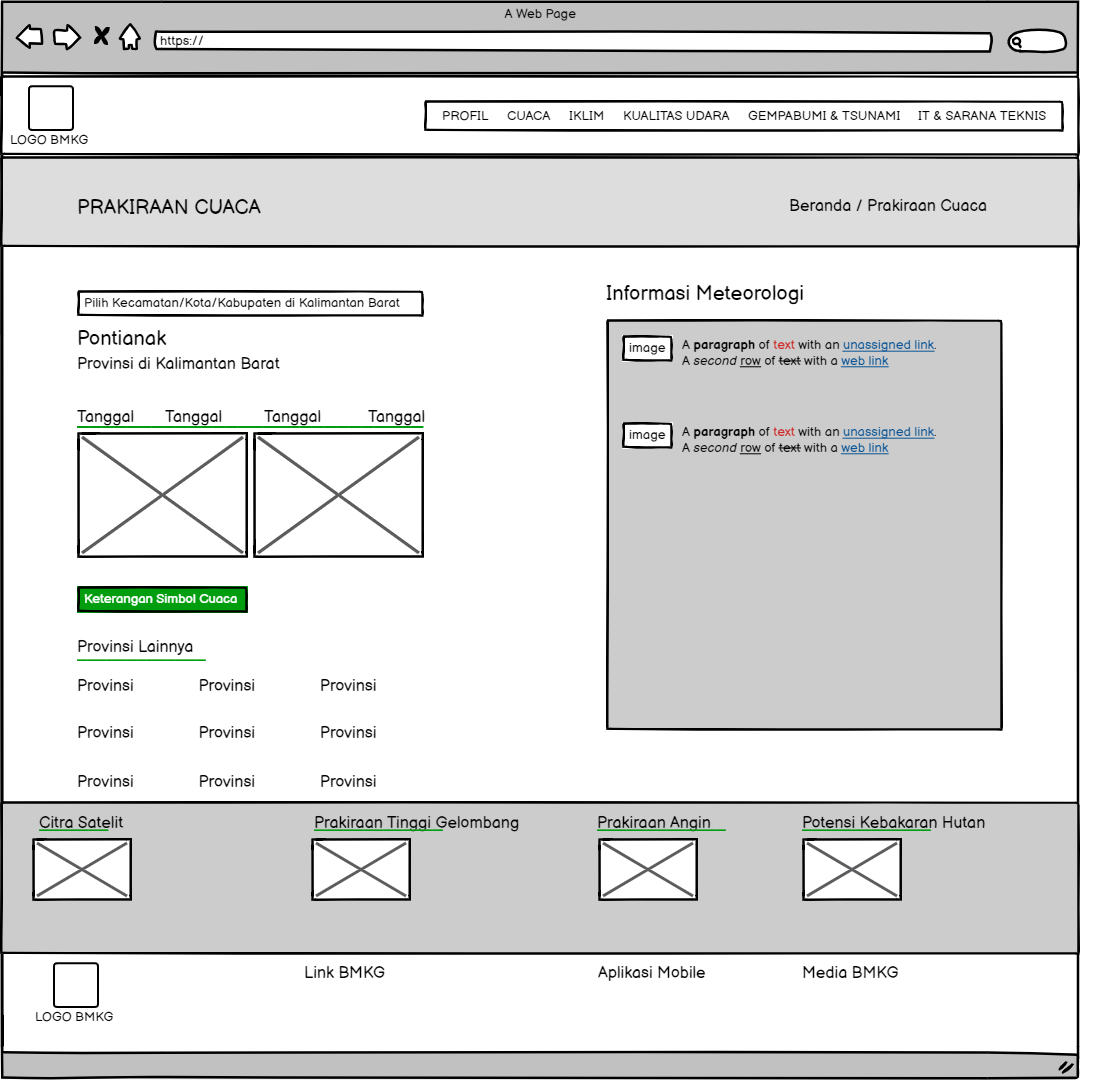 A Web Page
https://
LOGO BMKG
PROFIL CUACA IKLIM KUALITAS UDARA GEMPABUMI & TSUNAMI IT & SARANA TEKNIS
PRAKIRAAN CUACA
Beranda / Prakiraan Cuaca
Pilih Kecamatan/Kota/Kabupaten di Kalimantan Barat
Pontianak
Provinsi di Kalimantan Barat
Tanggal Tanggal Tanggal Tanggal
Keterangan Simbol Cuaca
Provinsi Lainnya
Provinsi Provinsi Provinsi
Provinsi Provinsi Provinsi
Provinsi Provinsi Provinsi
Informasi Meteorologi
image
A paragraph of text with an unassigned link.
A second row of text with a web link
image
A paragraph of text with an unassigned link.
A second row of text with a web link
Citra Satelit
Prakiraan Tinggi Gelombang
Prakiraan Angin
Potensi Kebakaran Hutan
LOGO BMKG
Link BMKG
Aplikasi Mobile
Media BMKG